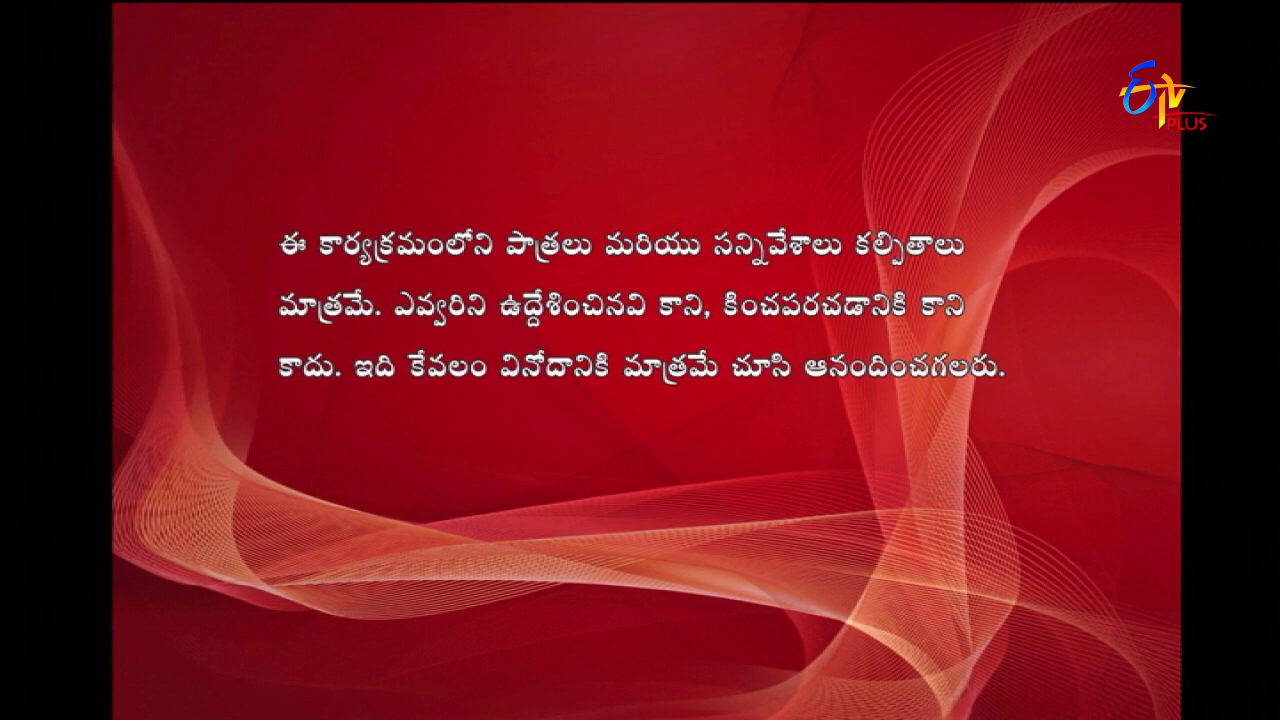 ETV
PLUS
ఈ కార్యక్రమంలోని పాత్రలు మరియు సన్నివేశాలు కల్పితాలు
మాత్రమే. ఎవ్వరిని ఉద్దేశించినవి కాని, కించపరచడానికి కాని
కాదు. ఇది కేవలం వినోదానికి మాత్రమే చూసి ఆనందించగలరు.